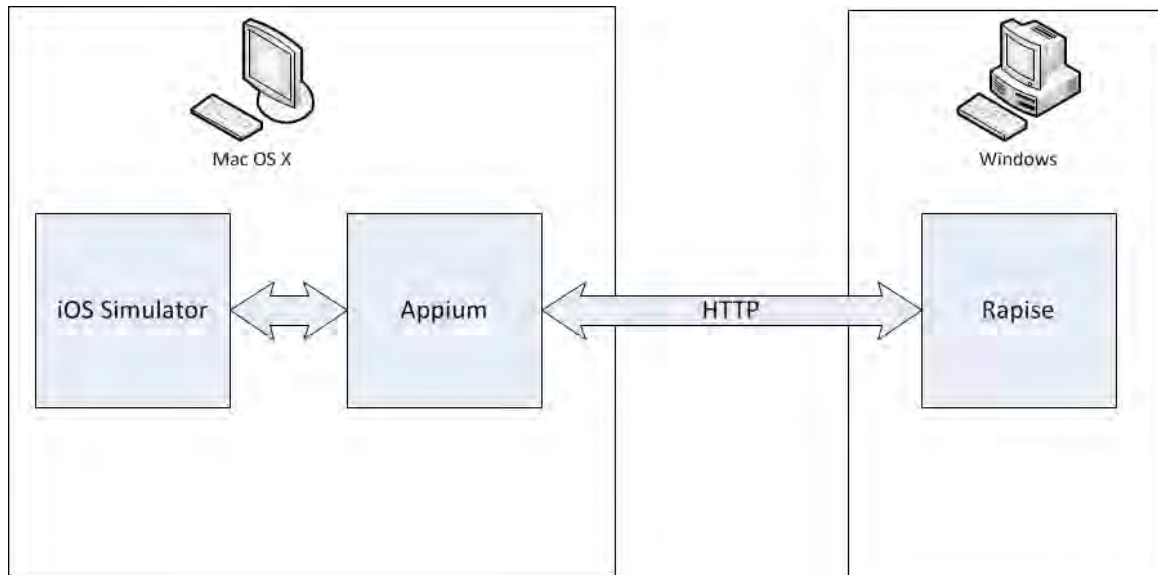 Mac OS X
Windows
iOS Simulator
Appium
HTTP
Rapise